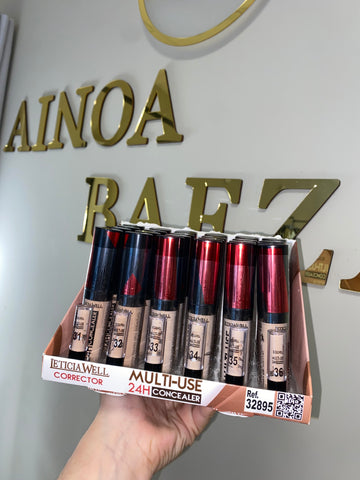 AINOA
BAEZ
31
32
33
34
35
36
LETICIA WELL
CORRECTOR
MULTI-USE
24H CONCEALER
Ref.
32895